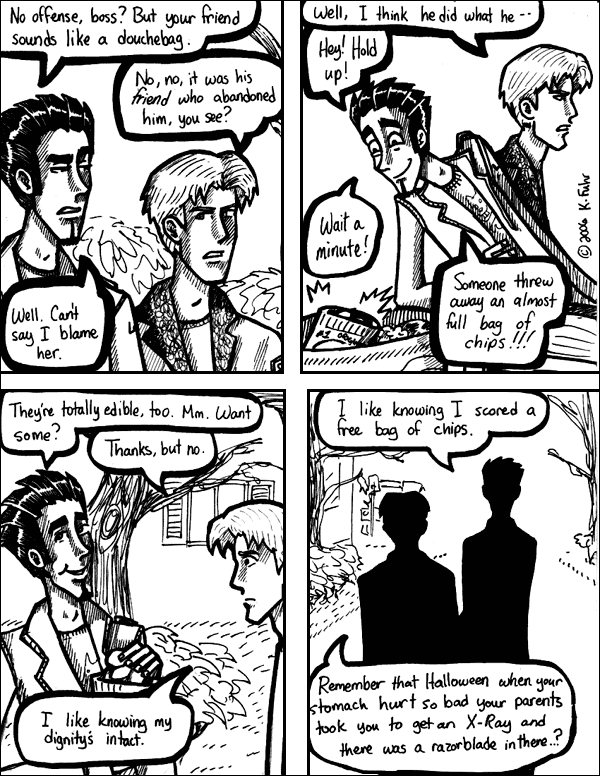 No offense, boss? But your friend
sounds like a douchebag.
No, no, it was his
friend who abandoned
him, you see?
Well. Can't
say I blame
her.
Well, I think he did what he --
Hey! Hold
up!
Wait a
minute!
Someone threw
away an almost
full bag of
chips!!!
© 2006 K. Fuhr
They're totally edible, too. Mm. Want
some?
Thanks, but no.
I like knowing my
dignity's intact.
I like knowing I scored a
free bag of chips.
Remember that Halloween when your
stomach hurt so bad your parents
took you to get an X-Ray and
there was a razorblade in there...?